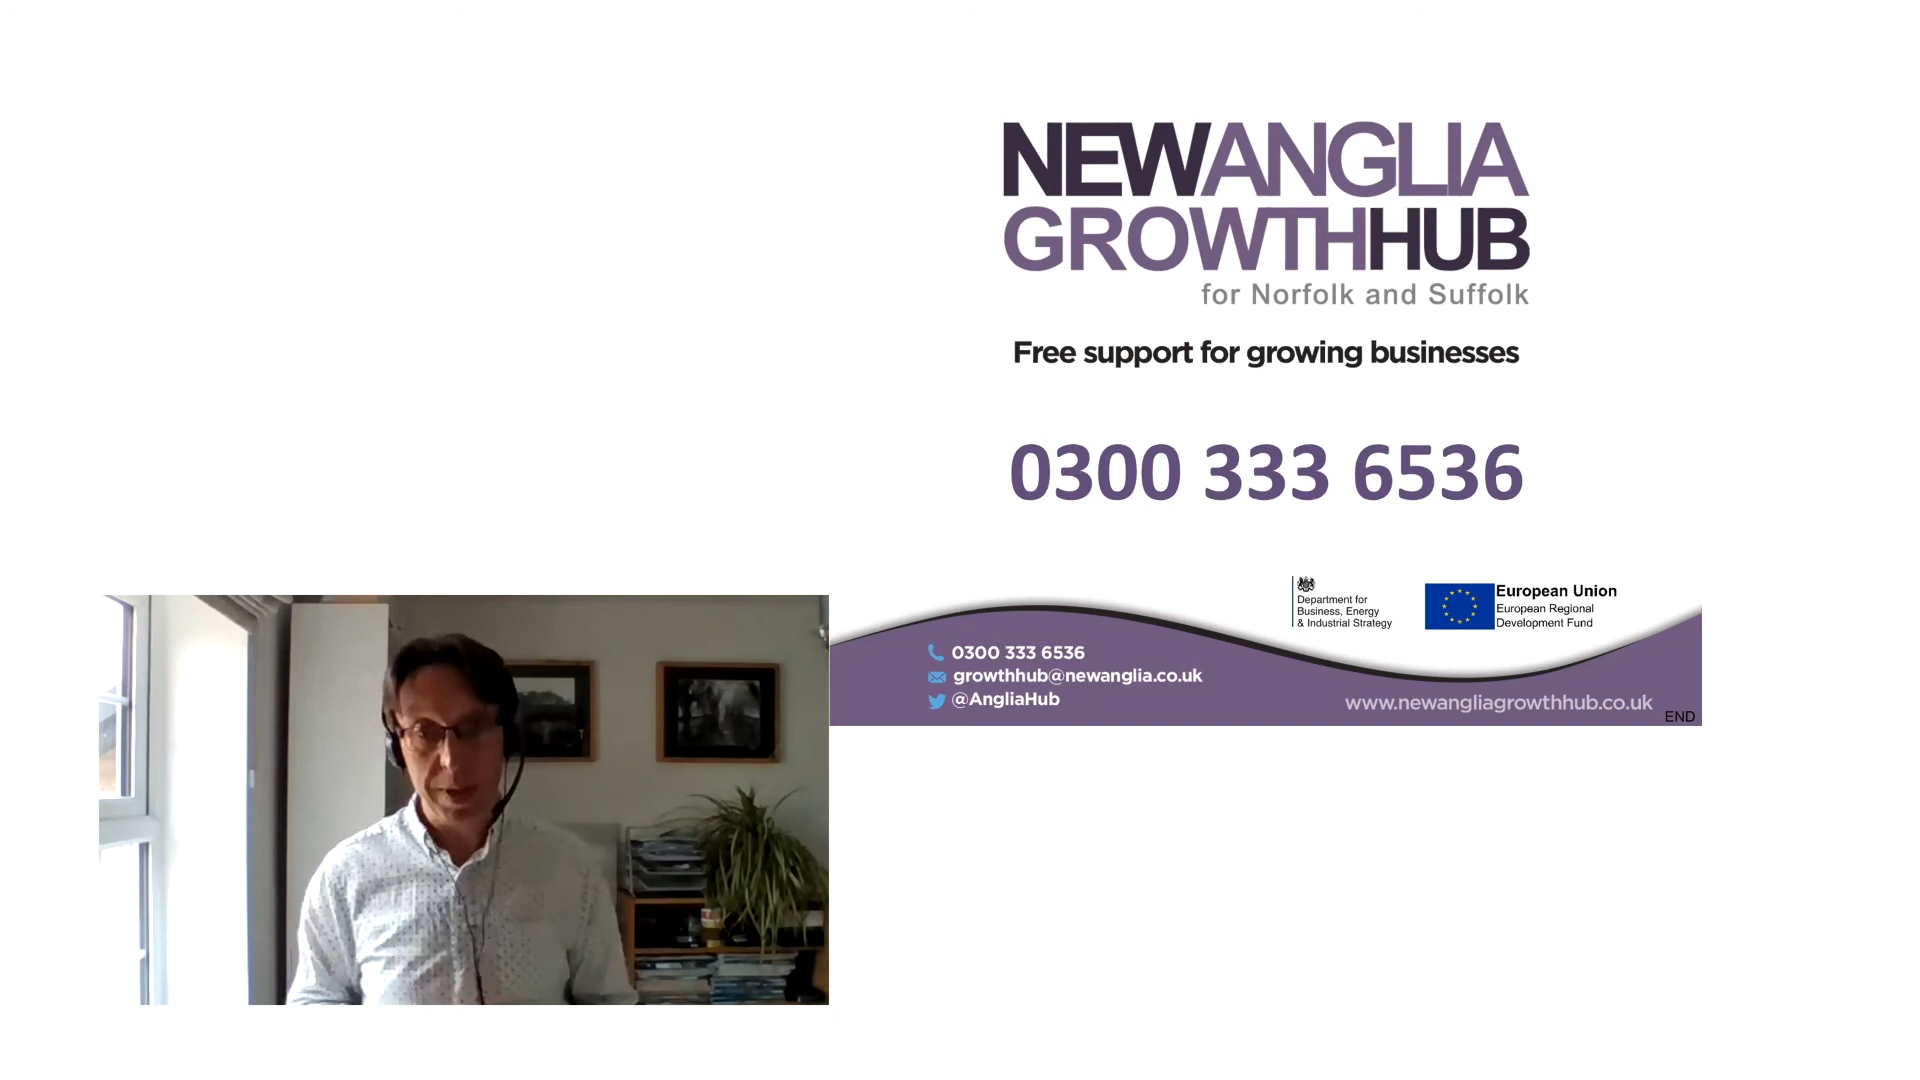 NEWANGLIA
GROWTHHUB
for Norfolk and Suffolk
Free support for growing businesses
0300 333 6536
Department for
Business, Energy
& Industrial Strategy
European Union
European Regional
Development Fund
0300 333 6536
growthhub@newanglia.co.uk
@AngliaHub
www.newangliagrowthhub.co.uk
END